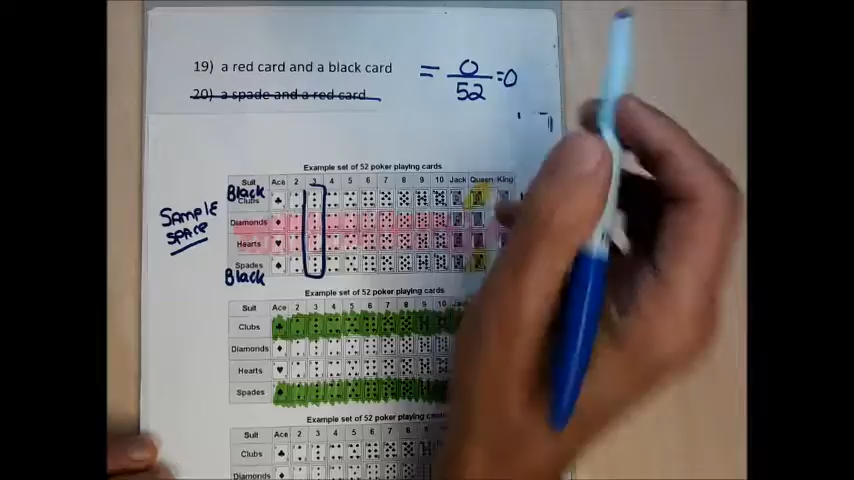 19) a red card and a black card = 0/52 = 0
20) a spade and a red card
Example set of 52 poker playing cards
Suit Ace 2 3 4 5 6 7 8 9 10 Jack Queen King
Black
Clubs
SAMPLE SPACE
Diamonds
Hearts
Spades
Black
Example set of 52 poker playing cards
Suit Ace 2 3 4 5 6 7 8 9 10
Clubs
Diamonds
Hearts
Spades
Example set of 52 poker playing cards
Suit Ace 2 3 4 5 6 7 8 9
Clubs
Diamonds